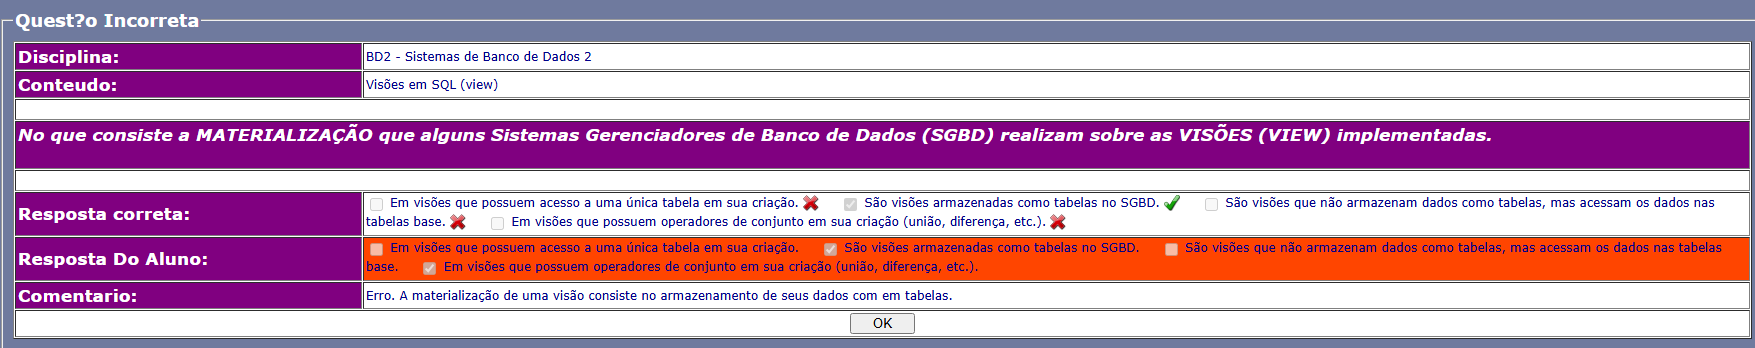 Quest?o Incorreta
Disciplina: BD2 - Sistemas de Banco de Dados 2
Conteudo: Visões em SQL (view)
No que consiste a MATERIALIZAÇÃO que alguns Sistemas Gerenciadores de Banco de Dados (SGBD) realizam sobre as VISÕES (VIEW) implementadas.
Resposta correta: Em visões que possuem acesso a uma única tabela em sua criação. São visões armazenadas como tabelas no SGBD. São visões que não armazenam dados como tabelas, mas acessam os dados nas
tabelas base. Em visões que possuem operadores de conjunto em sua criação (união, diferença, etc.).
Resposta Do Aluno: Em visões que possuem acesso a uma única tabela em sua criação. São visões armazenadas como tabelas no SGBD. São visões que não armazenam dados como tabelas, mas acessam os dados nas tabelas
base. Em visões que possuem operadores de conjunto em sua criação (união, diferença, etc.).
Comentario: Erro. A materialização de uma visão consiste no armazenamento de seus dados com em tabelas.
OK